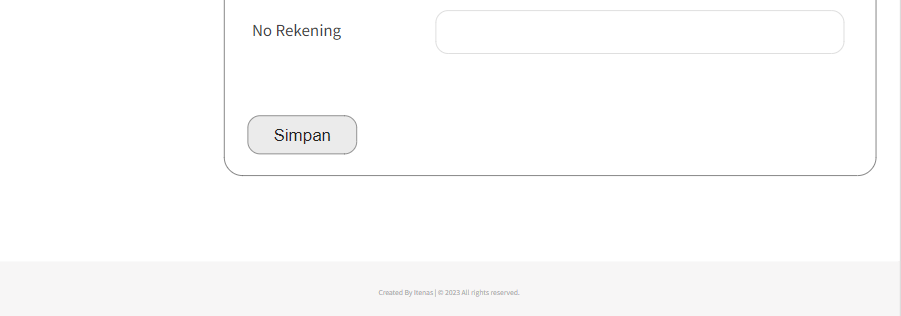 No Rekening
Simpan
Created By Itenas | © 2023 All rights reserved.